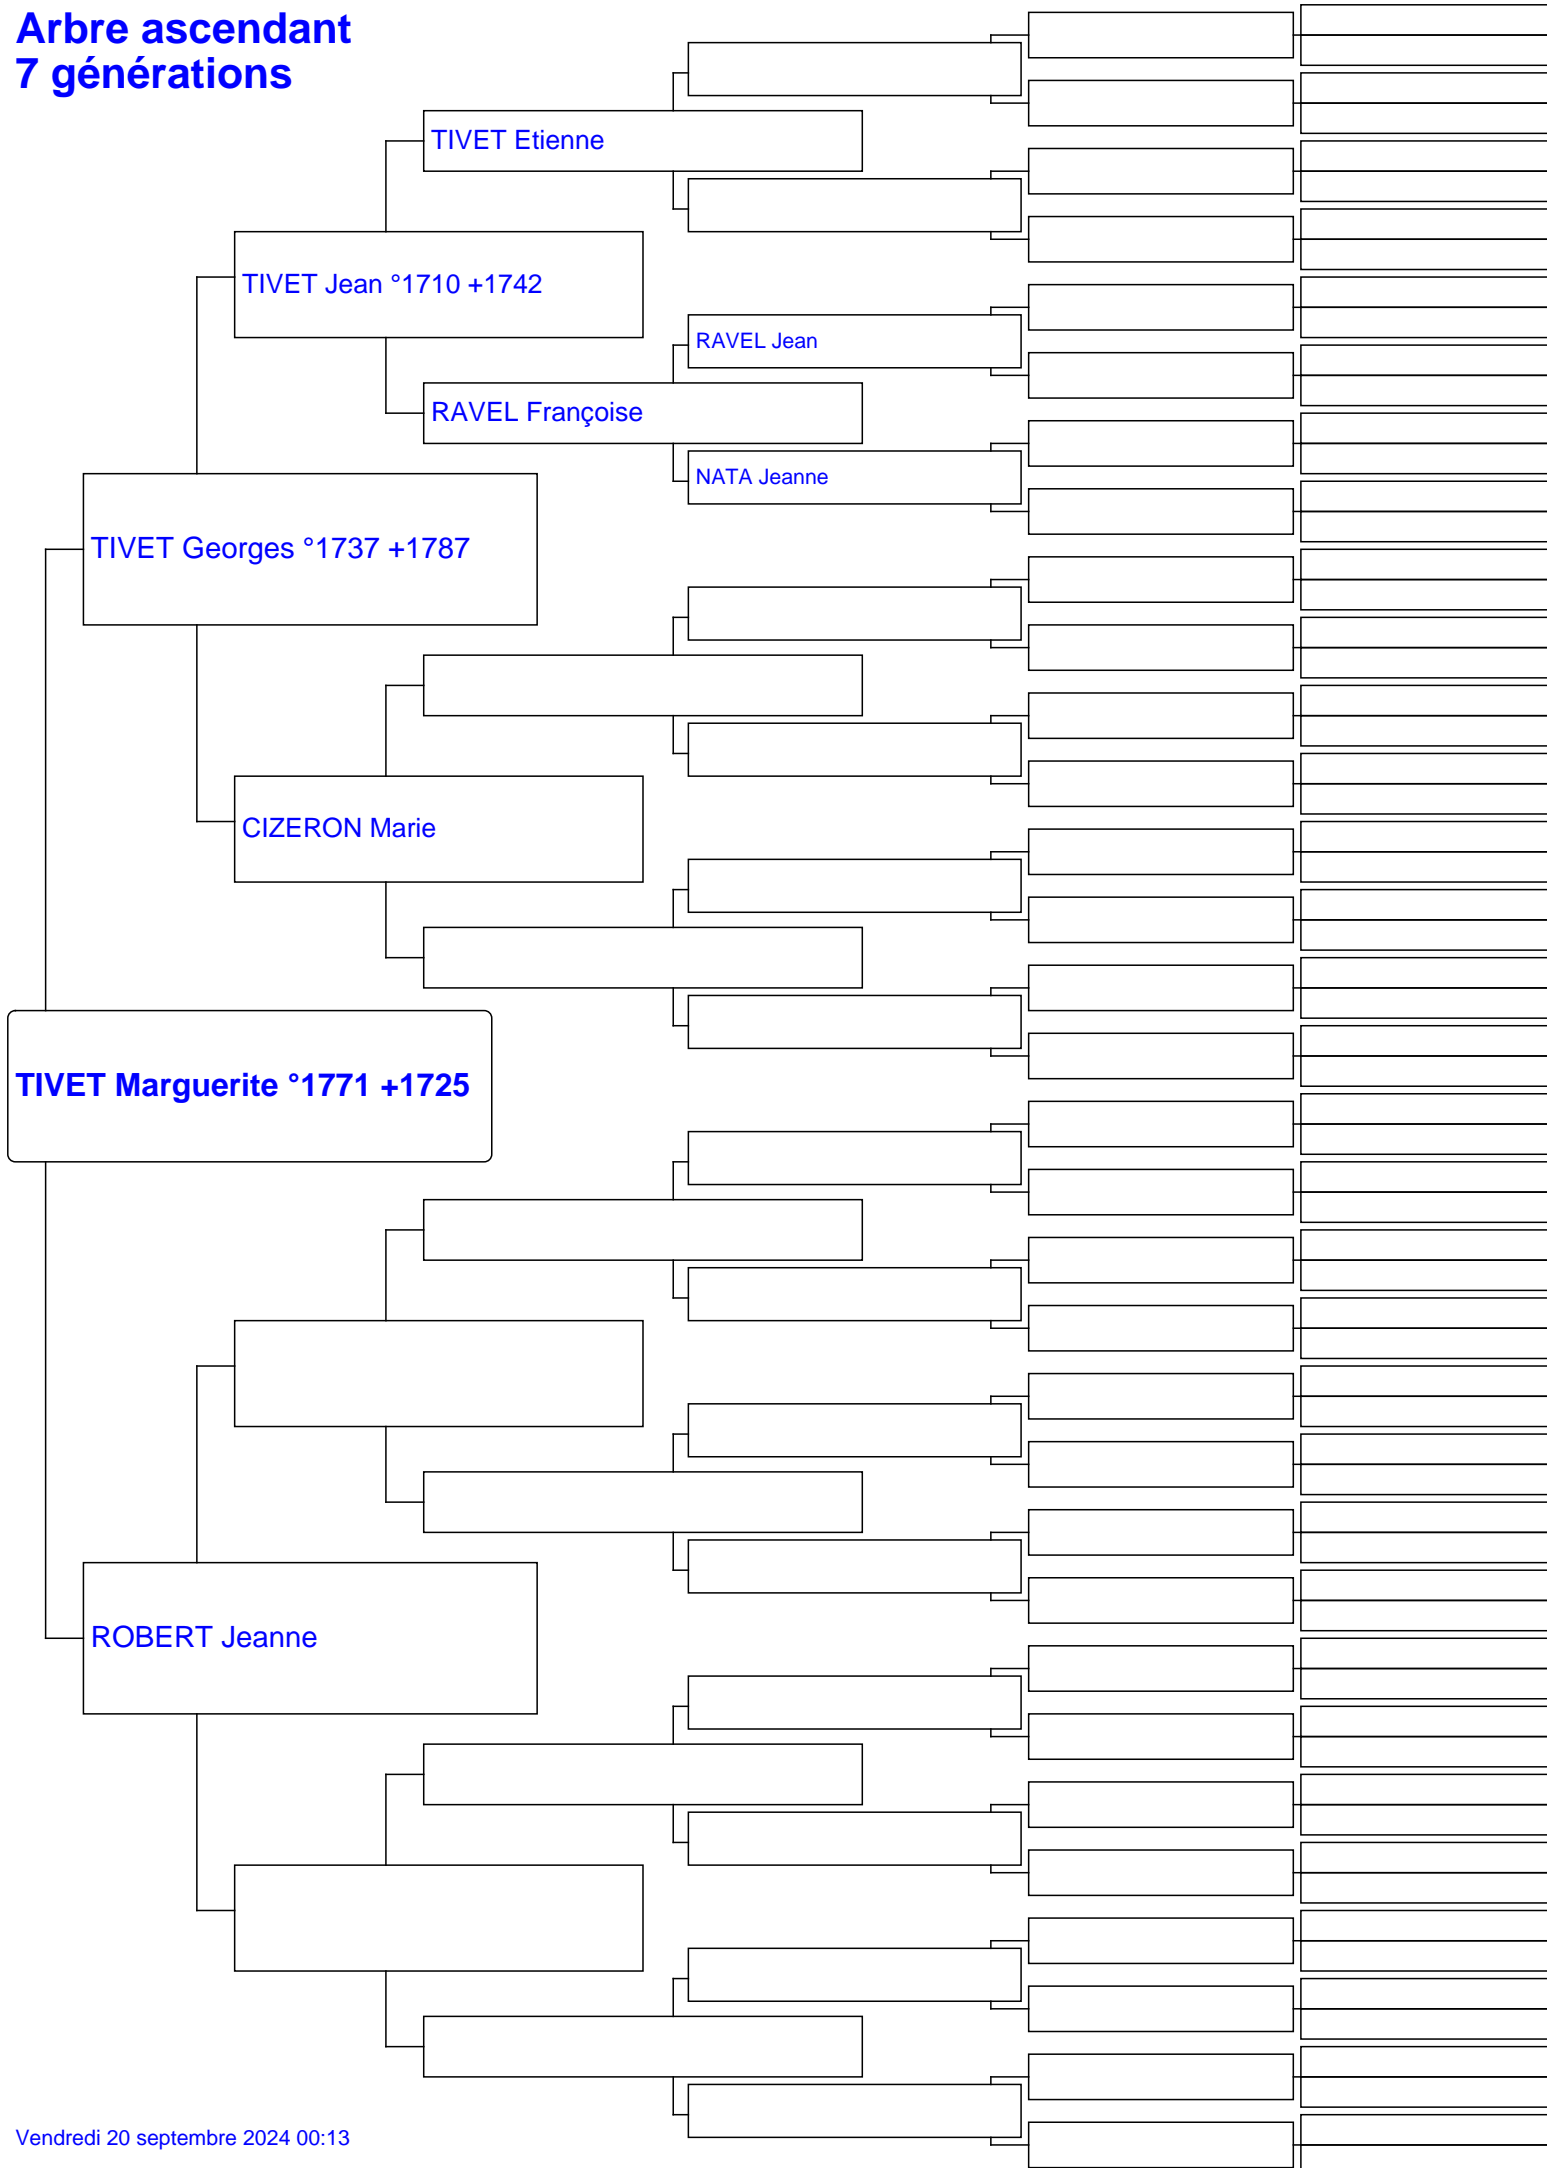 Arbre ascendant
7 générations
TIVET Etienne
TIVET Jean °1710 +1742
RAVEL Jean
RAVEL Françoise
NATA Jeanne
TIVET Georges °1737 +1787
CIZERON Marie
TIVET Marguerite °1771 +1725
ROBERT Jeanne
Vendredi 20 septembre 2024 00:13